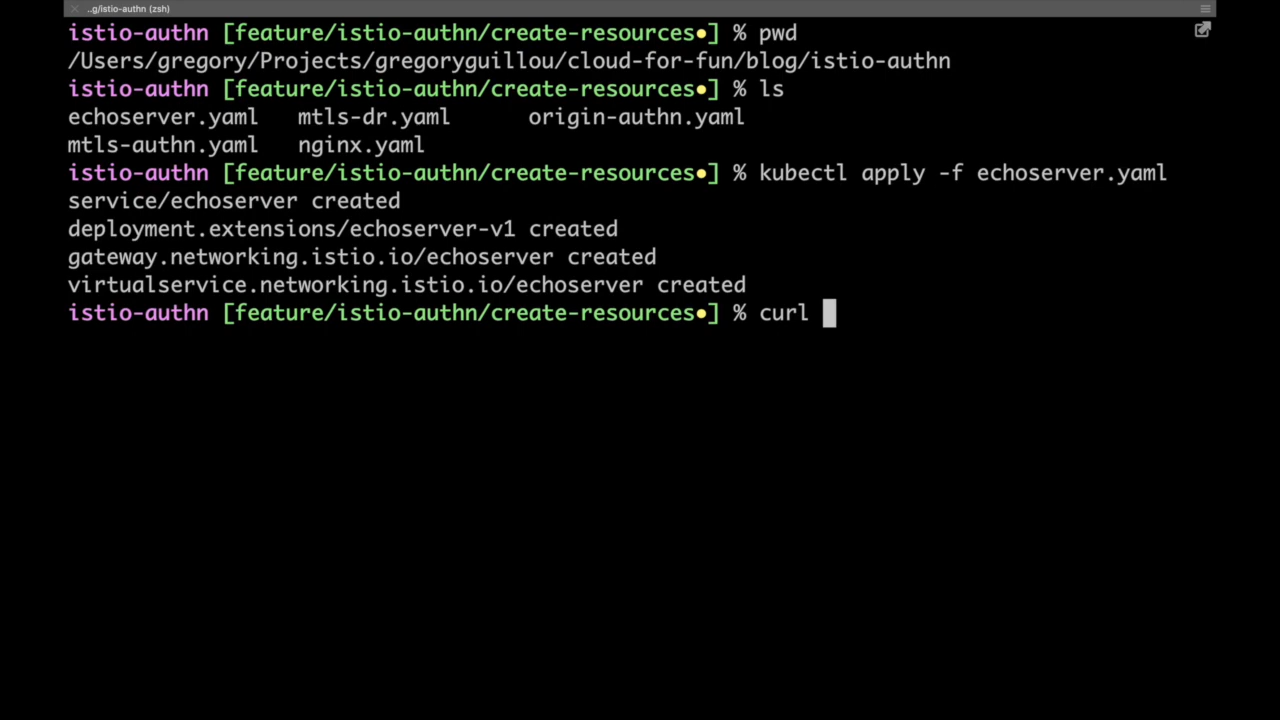 ..g/istio-authn (zsh)
istio-authn [feature/istio-authn/create-resources•] % pwd
/Users/gregory/Projects/gregoryguillou/cloud-for-fun/blog/istio-authn
istio-authn [feature/istio-authn/create-resources•] % ls
echoserver.yaml   mtls-dr.yaml      origin-authn.yaml
mtls-authn.yaml   nginx.yaml
istio-authn [feature/istio-authn/create-resources•] % kubectl apply -f echoserver.yaml
service/echoserver created
deployment.extensions/echoserver-v1 created
gateway.networking.istio.io/echoserver created
virtualservice.networking.istio.io/echoserver created
istio-authn [feature/istio-authn/create-resources•] % curl